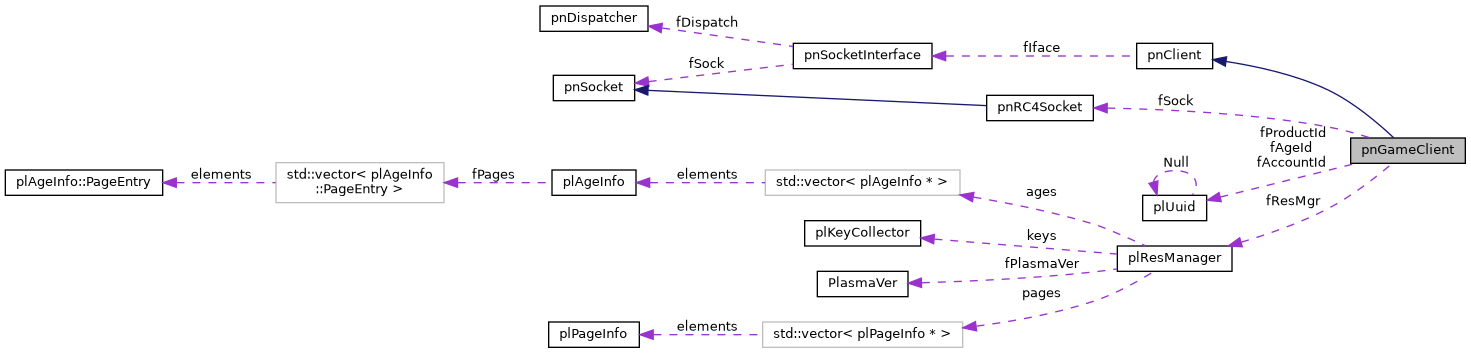 pnDispatcher
fDispatch
pnSocketInterface
fIface
pnClient
fSock
pnSocket
pnRC4Socket
fSock
pnGameClient
fProductId
fAgeId
fAccountId
Null
plUuid
fResMgr
plAgeInfo::PageEntry
elements
std::vector< plAgeInfo
::PageEntry >
fPages
plAgeInfo
elements
std::vector< plAgeInfo * >
ages
plKeyCollector
keys
plResManager
fPlasmaVer
PlasmaVer
pages
plPageInfo
elements
std::vector< plPageInfo * >